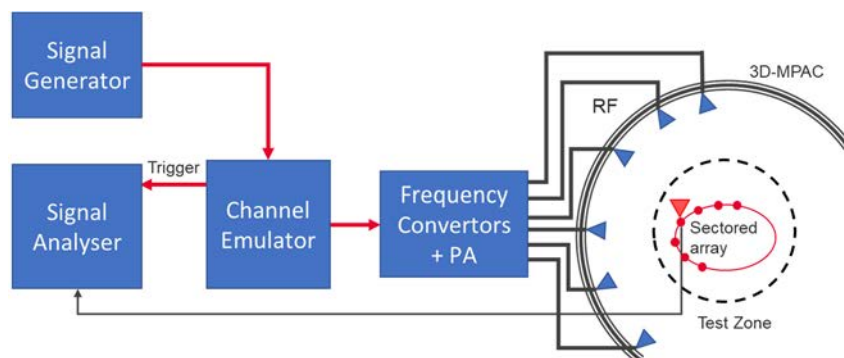 Signal
Generator
3D-MPAC
RF
Trigger
Signal
Analyser
Channel
Emulator
Frequency
Convertors
+ PA
Sectored
array
Test Zone